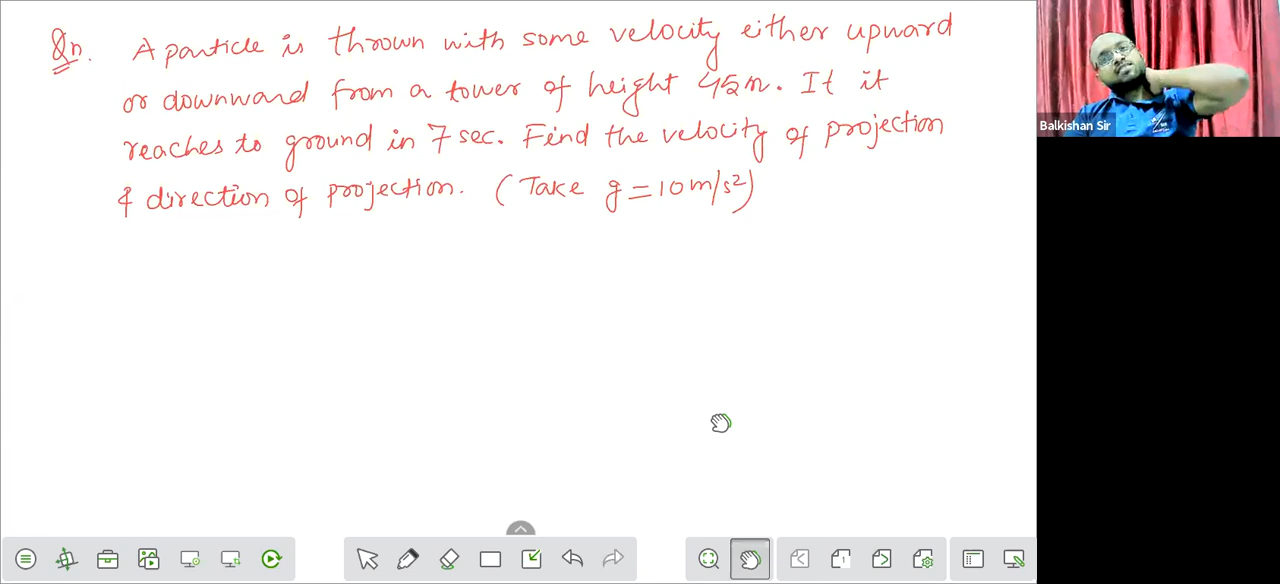 Qn. A particle is thrown with some velocity either upward
or downward from a tower of height 45m. If it
reaches to ground in 7 sec. Find the velocity of projection
& direction of projection. (Take g = 10 m/s²)
Balkishan Sir
1